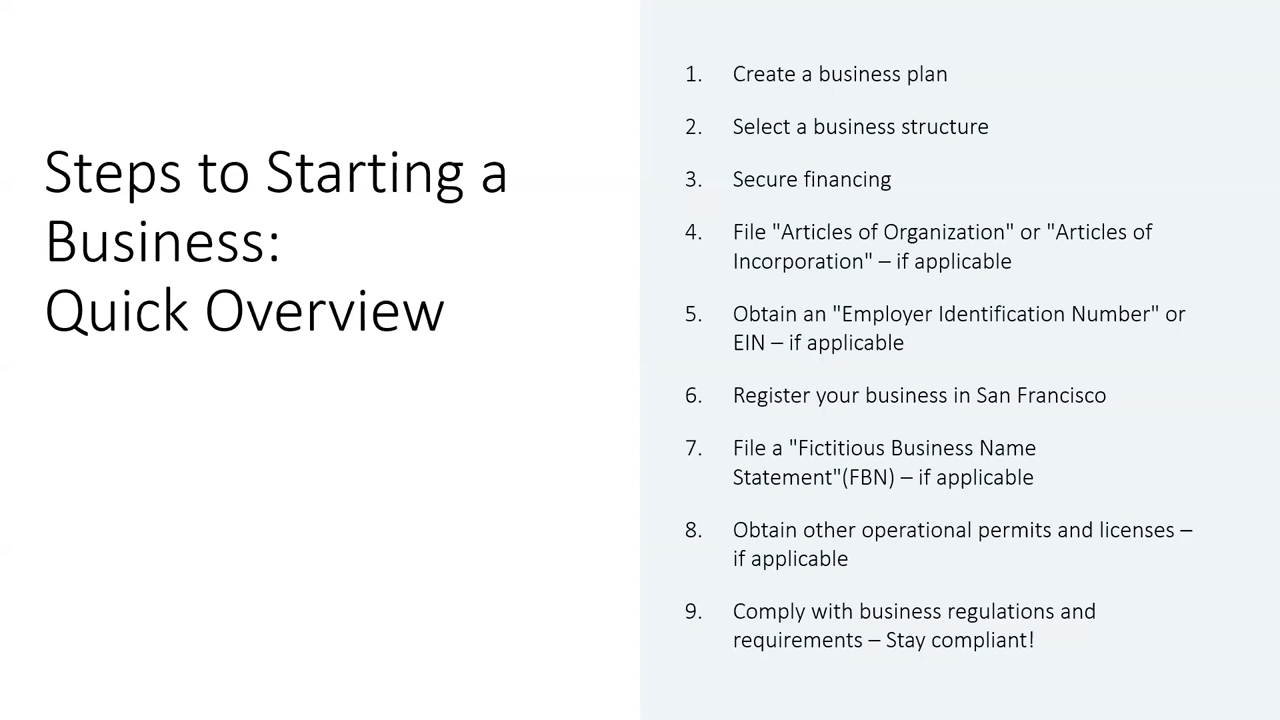 Steps to Starting a
Business:
Quick Overview
1. Create a business plan
2. Select a business structure
3. Secure financing
4. File "Articles of Organization" or "Articles of
Incorporation" – if applicable
5. Obtain an "Employer Identification Number" or
EIN – if applicable
6. Register your business in San Francisco
7. File a "Fictitious Business Name
Statement"(FBN) – if applicable
8. Obtain other operational permits and licenses –
if applicable
9. Comply with business regulations and
requirements – Stay compliant!